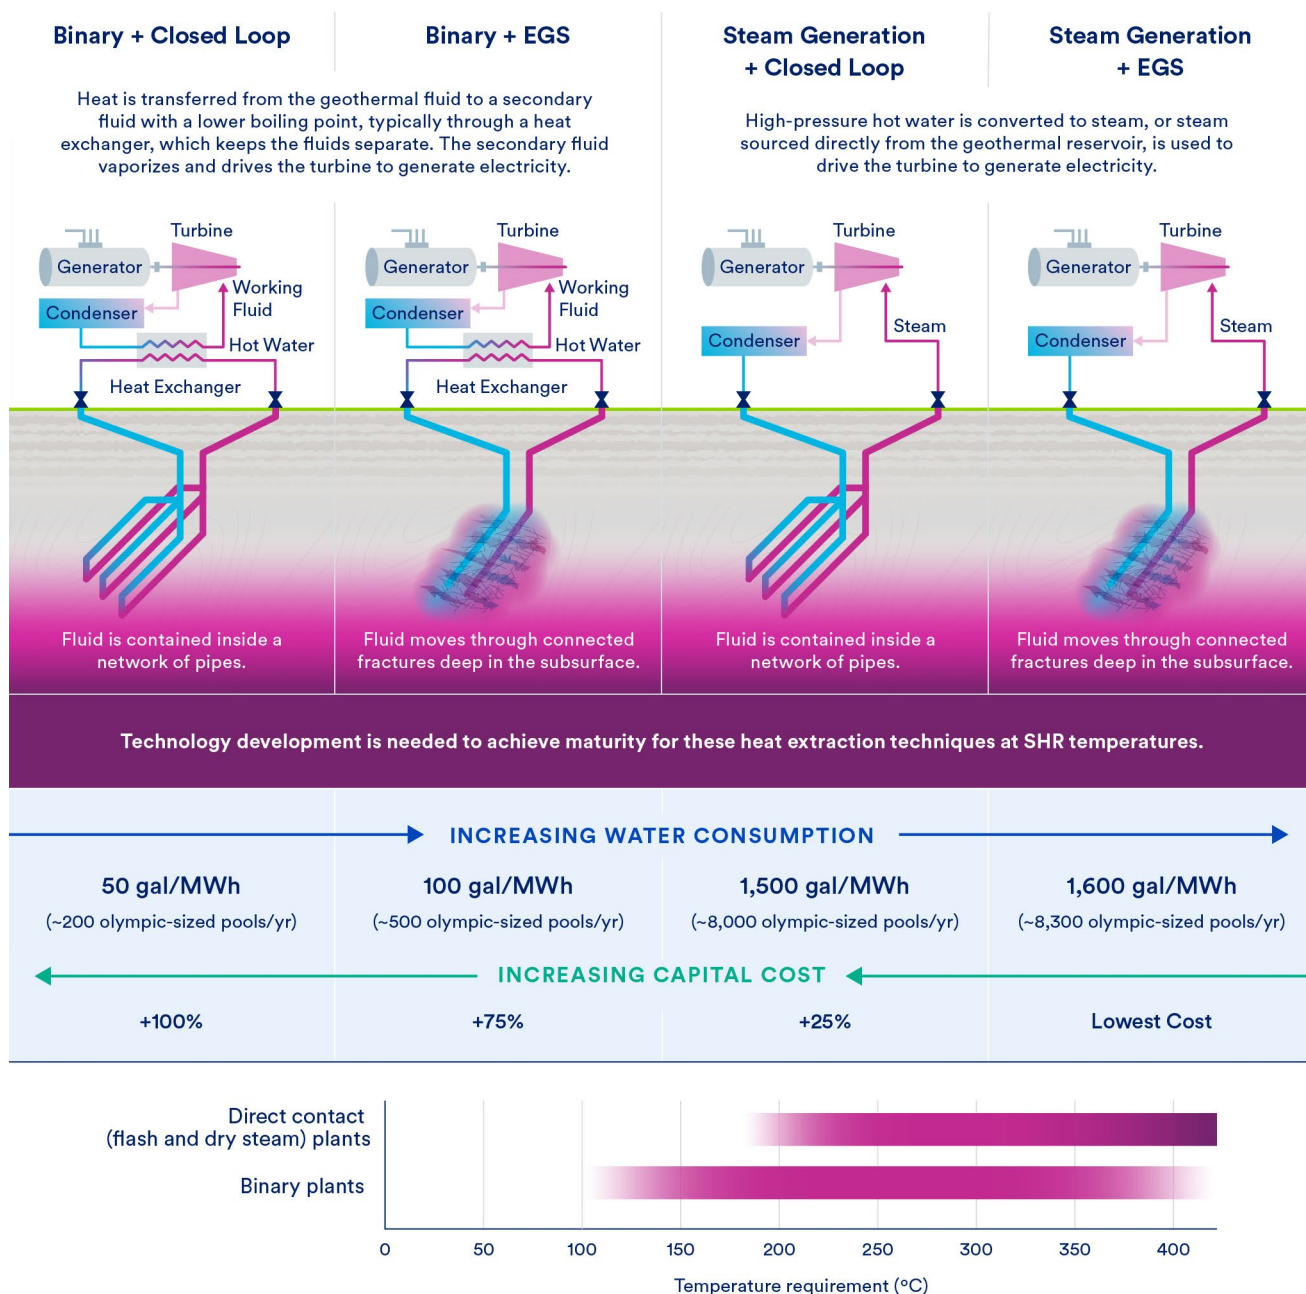 Binary + Closed Loop
Binary + EGS
Steam Generation
+ Closed Loop
Steam Generation
+ EGS
Heat is transferred from the geothermal fluid to a secondary
fluid with a lower boiling point, typically through a heat
exchanger, which keeps the fluids separate. The secondary fluid
vaporizes and drives the turbine to generate electricity.
High-pressure hot water is converted to steam, or steam
sourced directly from the geothermal reservoir, is used to
drive the turbine to generate electricity.
Turbine
Generator
Working
Fluid
Condenser
Hot Water
Heat Exchanger
Turbine
Generator
Working
Fluid
Condenser
Hot Water
Heat Exchanger
Turbine
Generator
Steam
Condenser
Turbine
Generator
Steam
Condenser
Fluid is contained inside a
network of pipes.
Fluid moves through connected
fractures deep in the subsurface.
Fluid is contained inside a
network of pipes.
Fluid moves through connected
fractures deep in the subsurface.
Technology development is needed to achieve maturity for these heat extraction techniques at SHR temperatures.
INCREASING WATER CONSUMPTION
50 gal/MWh
(~200 olympic-sized pools/yr)
100 gal/MWh
(~500 olympic-sized pools/yr)
1,500 gal/MWh
(~8,000 olympic-sized pools/yr)
1,600 gal/MWh
(~8,300 olympic-sized pools/yr)
INCREASING CAPITAL COST
+100%
+75%
+25%
Lowest Cost
Direct contact
(flash and dry steam) plants
Binary plants
0
50
100
150
200
250
300
350
400
Temperature requirement (ºC)